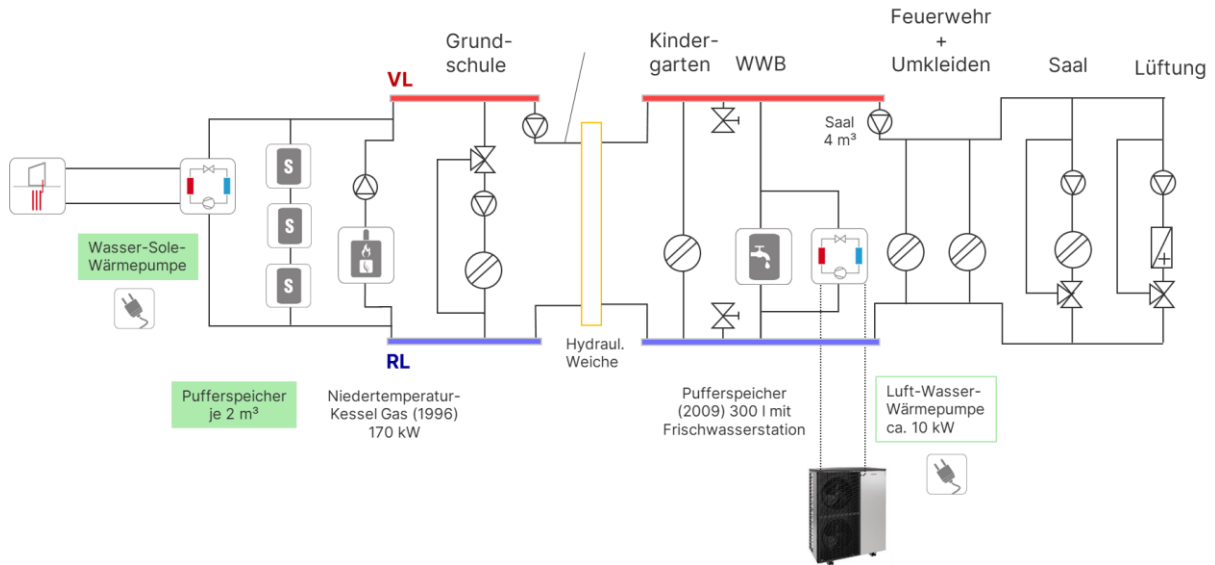 Grund-
schule
Kinder-
garten
WWB
Feuerwehr
+
Umkleiden
Saal
Lüftung
VL
Saal
4 m³
S
S
S
Wasser-Sole-
Wärmepumpe
RL
Hydraul.
Weiche
Pufferspeicher
je 2 m³
Niedertemperatur-
Kessel Gas (1996)
170 kW
Pufferspeicher
(2009) 300 l mit
Frischwasserstation
Luft-Wasser-
Wärmepumpe
ca. 10 kW